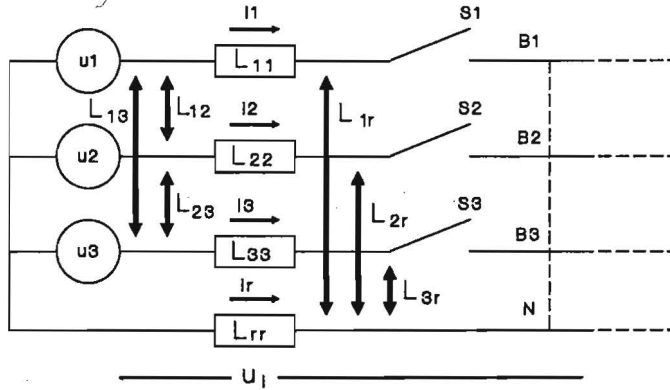 I1 S1
u1 L11 B1
L13 L12 I2 L1r S2
u2 L22 B2
L23 I3 L2r S3
u3 L33 B3
Ir L3r N
Lrr
UI